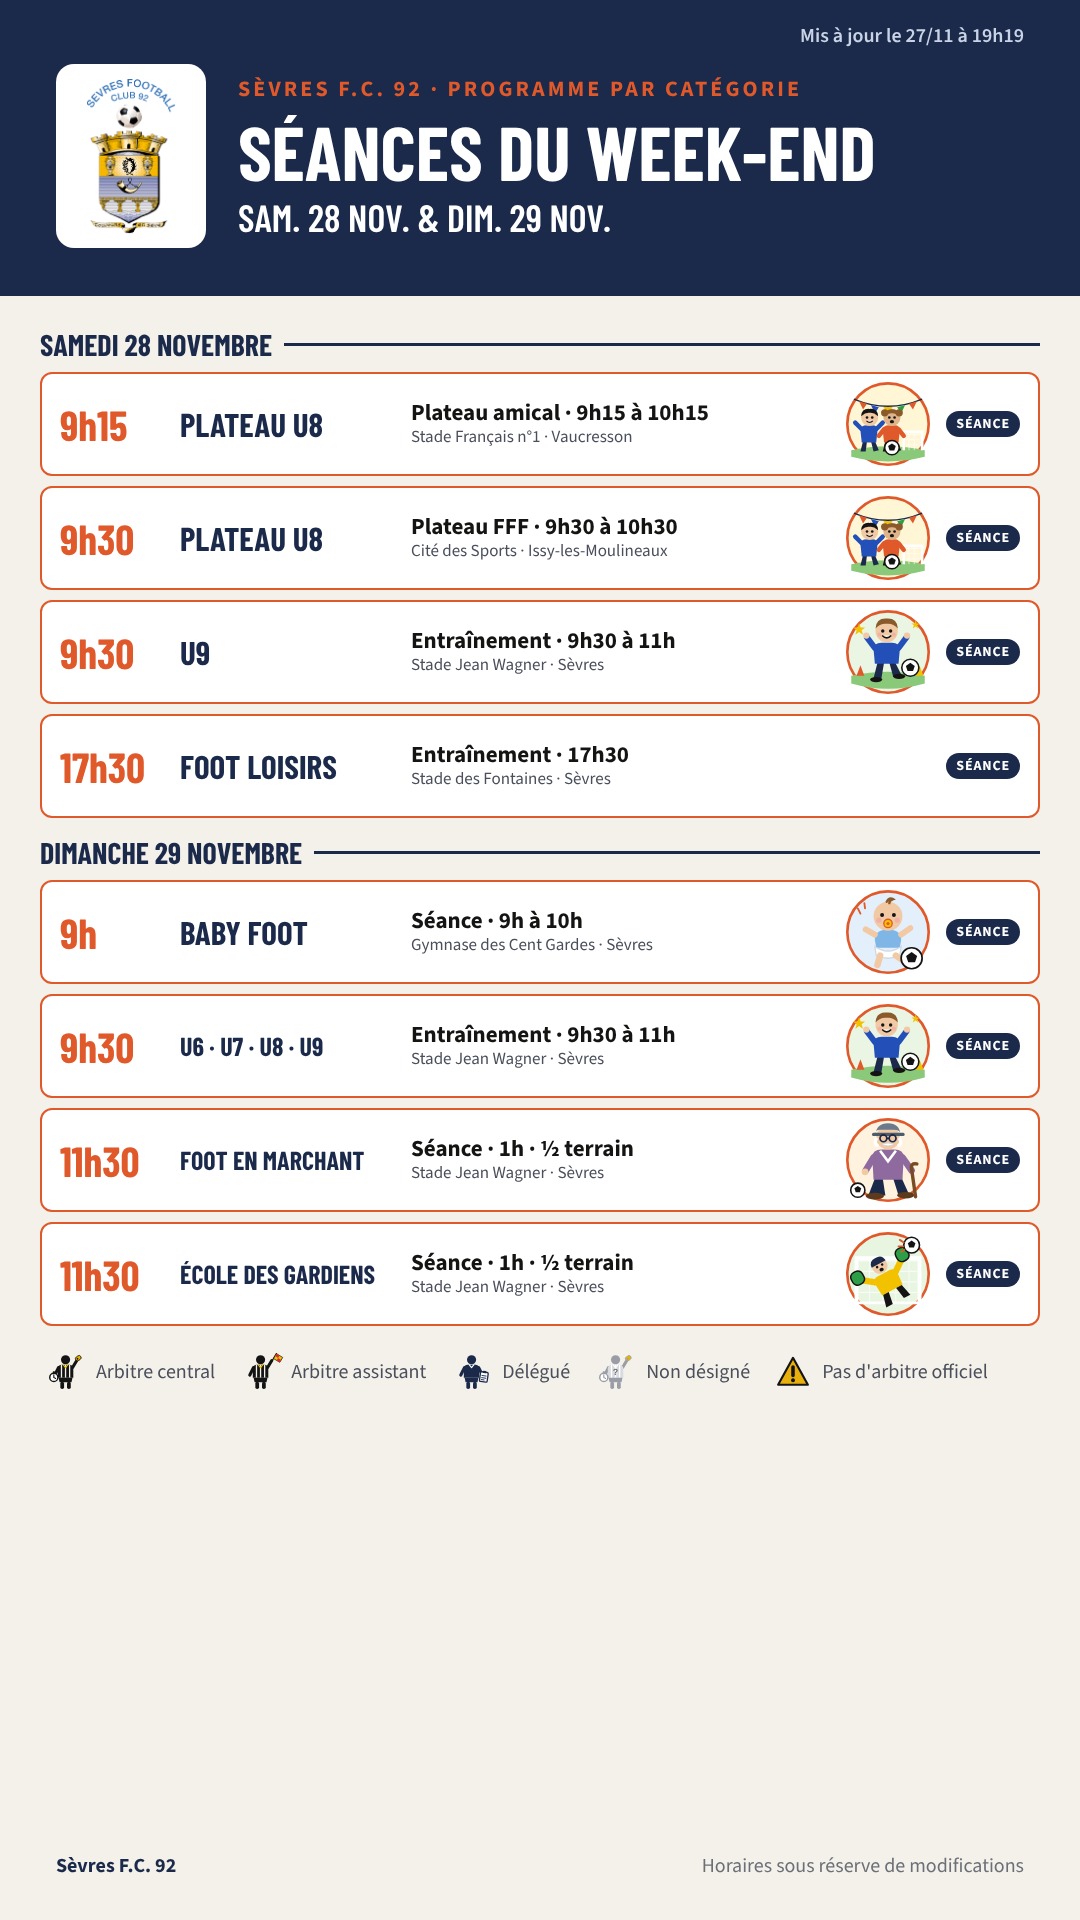 Mis à jour le 27/11 à 19h19
SEVRES FOOTBALL
CLUB 92
SÈVRES F.C. 92 · PROGRAMME PAR CATÉGORIE
SÉANCES DU WEEK-END
SAM. 28 NOV. & DIM. 29 NOV.
SAMEDI 28 NOVEMBRE
9h15
PLATEAU U8
Plateau amical · 9h15 à 10h15
Stade Français n°1 · Vaucresson
SÉANCE
9h30
PLATEAU U8
Plateau FFF · 9h30 à 10h30
Cité des Sports · Issy-les-Moulineaux
SÉANCE
9h30
U9
Entraînement · 9h30 à 11h
Stade Jean Wagner · Sèvres
SÉANCE
17h30
FOOT LOISIRS
Entraînement · 17h30
Stade des Fontaines · Sèvres
SÉANCE
DIMANCHE 29 NOVEMBRE
9h
BABY FOOT
Séance · 9h à 10h
Gymnase des Cent Gardes · Sèvres
SÉANCE
9h30
U6 · U7 · U8 · U9
Entraînement · 9h30 à 11h
Stade Jean Wagner · Sèvres
SÉANCE
11h30
FOOT EN MARCHANT
Séance · 1h · ½ terrain
Stade Jean Wagner · Sèvres
SÉANCE
11h30
ÉCOLE DES GARDIENS
Séance · 1h · ½ terrain
Stade Jean Wagner · Sèvres
SÉANCE
Arbitre central
Arbitre assistant
Délégué
?
Non désigné
Pas d'arbitre officiel
Sèvres F.C. 92
Horaires sous réserve de modifications